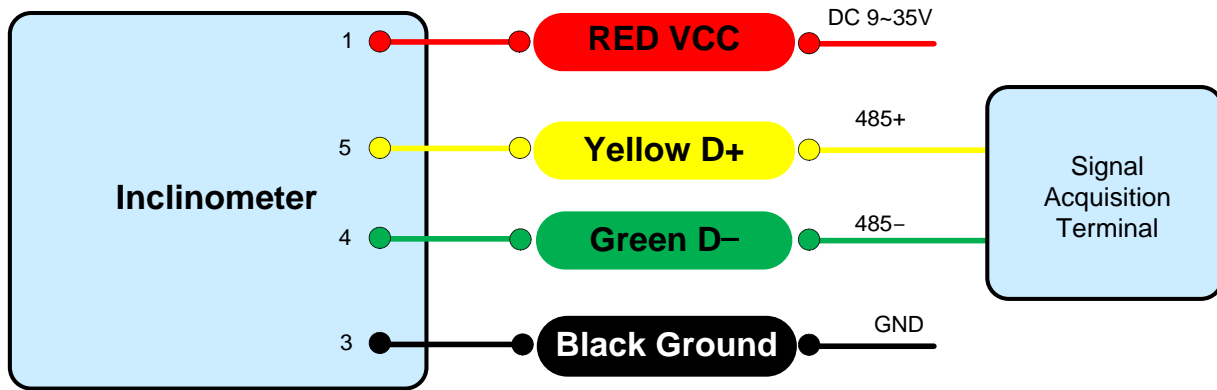 1
RED VCC
DC 9~35V
5
Yellow D+
485+
Inclinometer
Signal
Acquisition
Terminal
4
Green D−
485−
3
Black Ground
GND